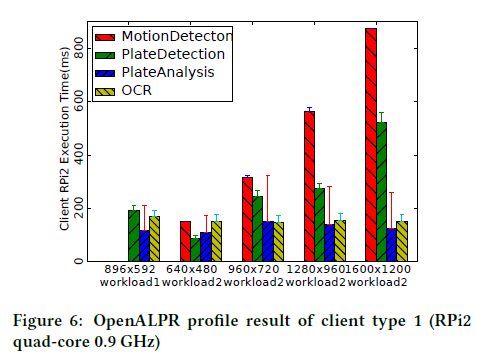 800
600
400
200
0
Client RPi2 Execution Time(ms)
MotionDetecton
PlateDetection
PlateAnalysis
OCR
896x592 640x480 960x720 1280x960 1600x1200
workload1 workload2 workload2 workload2 workload2
Figure 6: OpenALPR profile result of client type 1 (RPi2
quad-core 0.9 GHz)